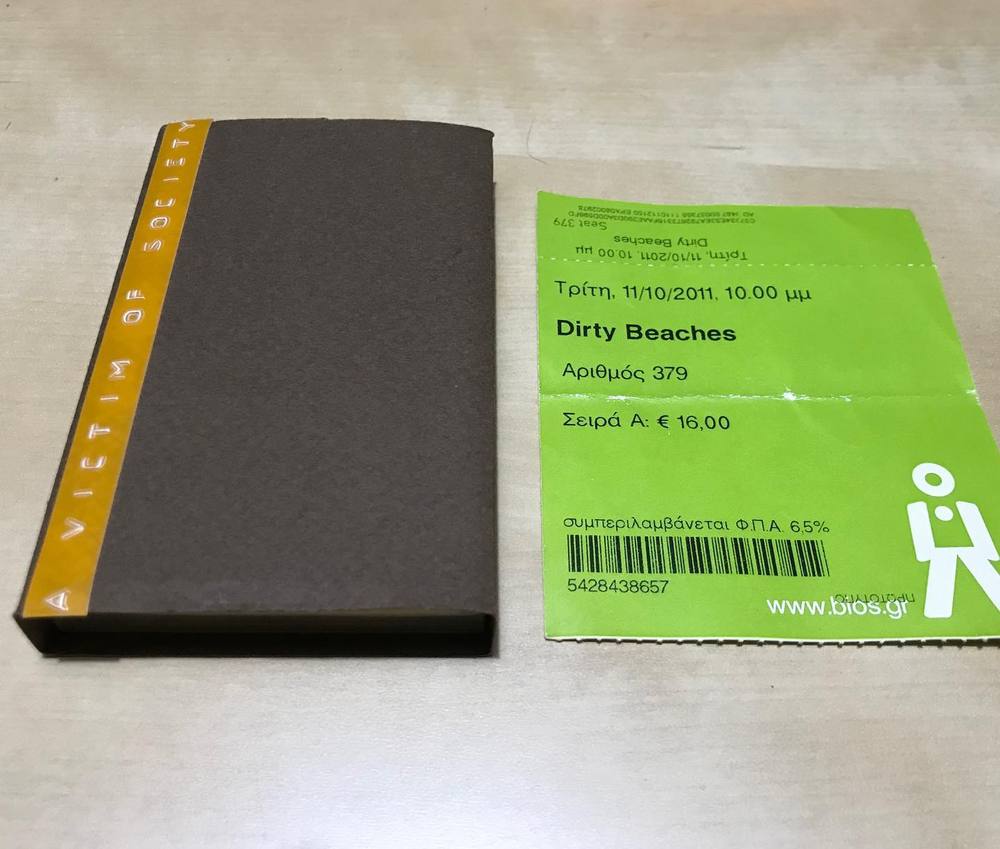 A VICTIM OF SOCIETY
Seat 379
Dirty Beaches
Τρίτη, 11/10/2011, 10.00 μμ
Τρίτη, 11/10/2011, 10.00 μμ
Dirty Beaches
Αριθμός 379
Σειρά Α: € 16,00
συμπεριλαμβάνεται Φ.Π.Α. 6,5%
5428438657
www.bios.gr
ΠΡΩΤΟΤΥΠΟ